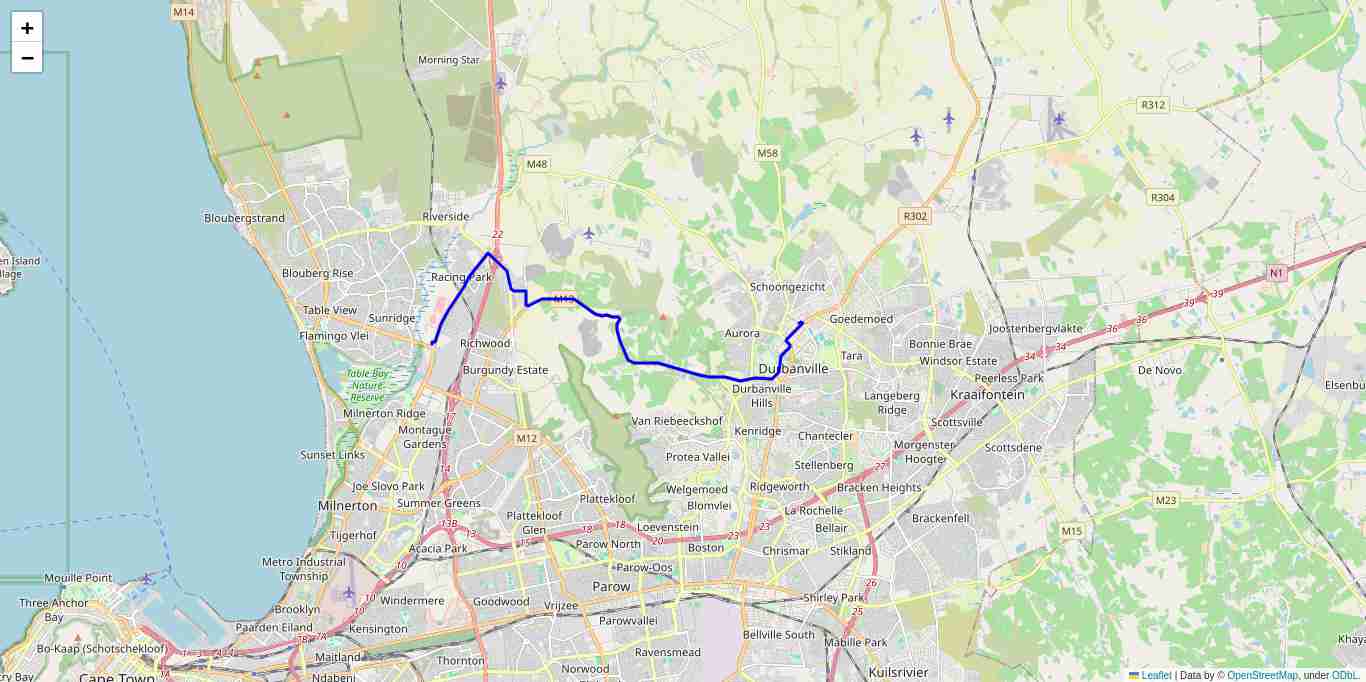 +
−
M14
Morning Star
M48
M58
R312
R304
R302
Bloubergstrand
Riverside
22
en Island
llage
Blouberg Rise
Racing Park
Schoongezicht
N1
M13
39
39
36
Table View
Sunridge
Flamingo Vlei
Richwood
Aurora
Goedemoed
Joostenbergvlakte
34
34
Bonnie Brae
Tara
Windsor Estate
Burgundy Estate
Durbanville
Peerless Park
De Novo
Table Bay
Nature
Reserve
Durbanville
Hills
Langeberg
Ridge
Kraaifontein
Elsenbu
Milnerton Ridge
Van Riebeeckshof
Scottsville
Montague
Gardens
M12
Kenridge
Chantecler
Morgenster
Hoogte
Scottsdene
Sunset Links
14
Protea Vallei
Stellenberg
27
Joe Slovo Park
Welgemoed
Ridgeworth
Bracken Heights
Milnerton
Summer Greens
Plattekloof
Blomvlei
La Rochelle
M23
Plattekloof
Glen
Brackenfell
13B
13
18
18
Loevenstein
23
23
Bellair
M15
Tijgerhof
Acacia Park
15
Parow North
20
Boston
Chrismar
Stikland
Metro Industrial
Township
10
Parow-Oos
Mouille Point
Parow
26
Three Anchor
Bay
Brooklyn
10
10
Windermere
Goodwood
Vrijzee
Shirley Park
25
Paarden Eiland
Kensington
Parowvallei
Bellville South
Mabille Park
Khaya
Bo-Kaap (Schotschekloof)
1
4
7B
7A
Maitland
Thornton
Ravensmead
Norwood
Kuilsrivier
try Bay
Cape Town
Ndabeni
Leaflet | Data by © OpenStreetMap, under ODbL.